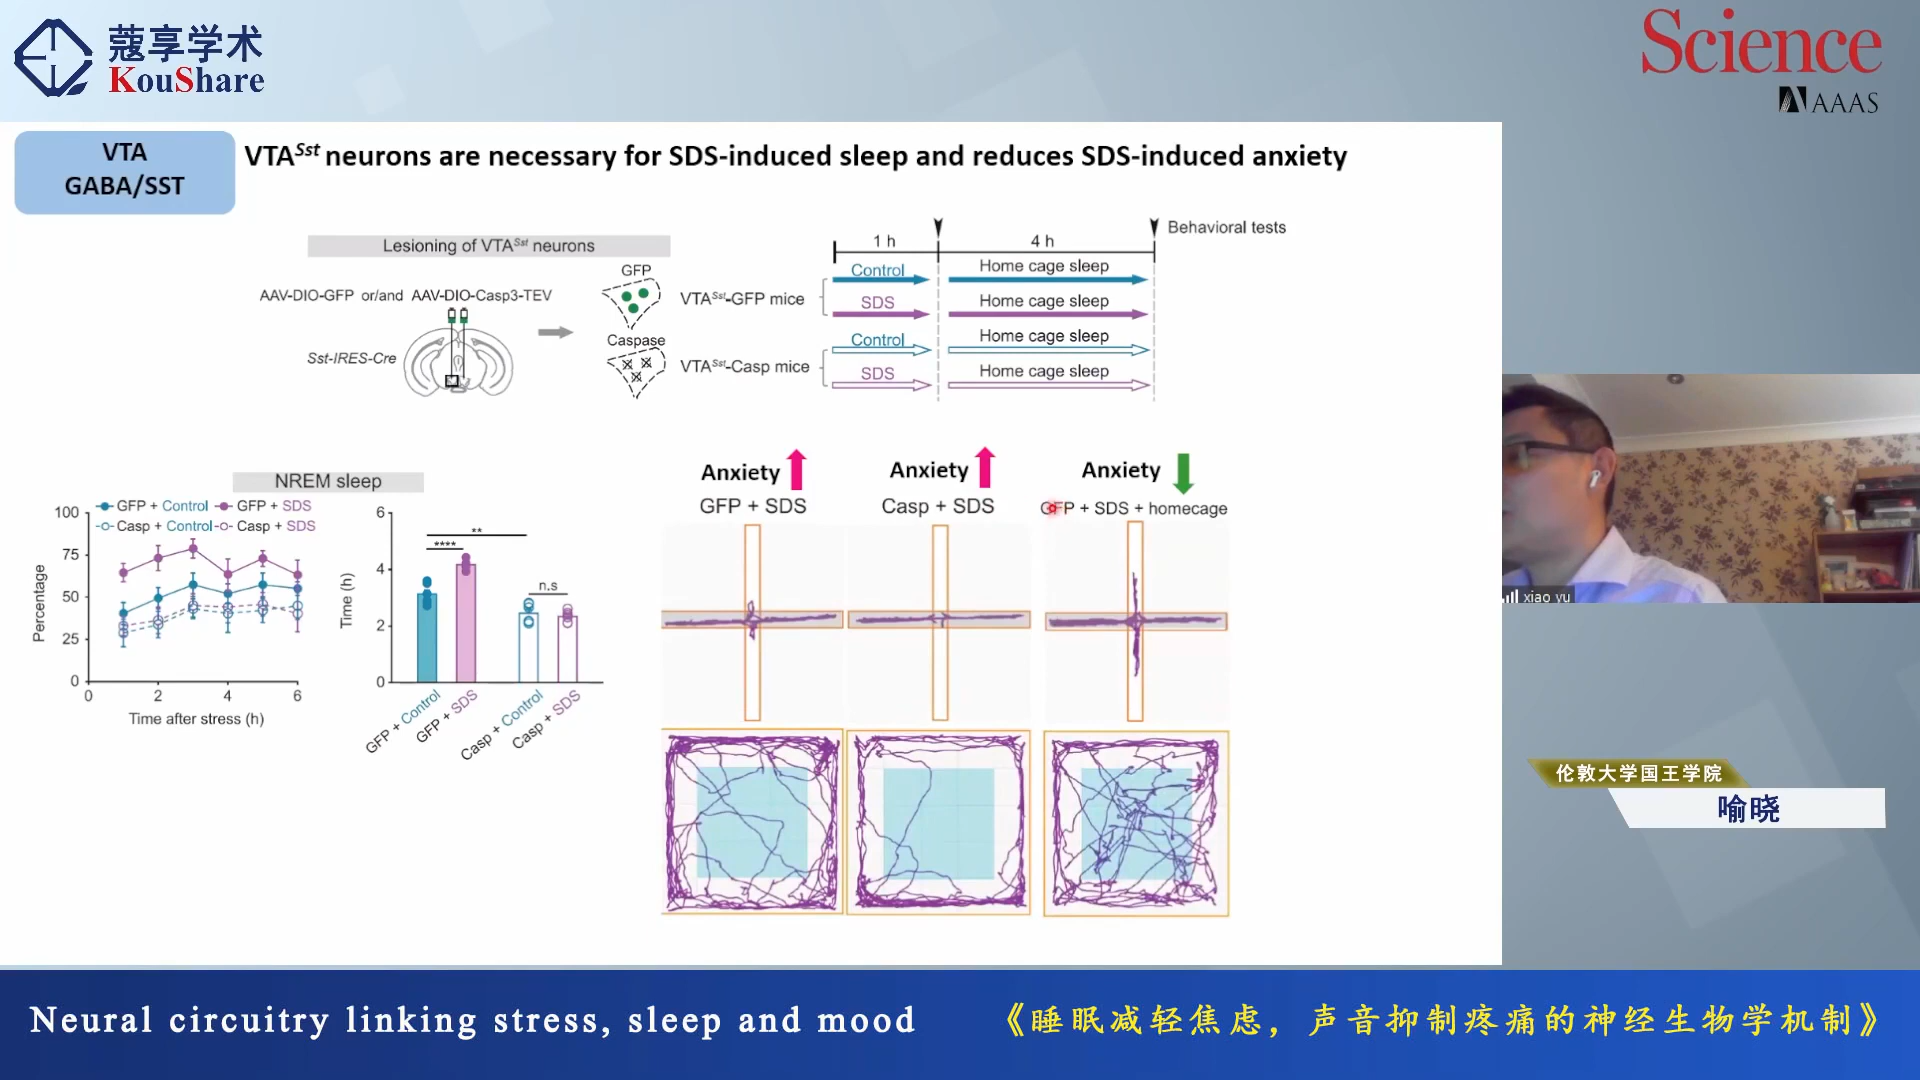 蔻享学术
KouShare
Science
AAAS
VTA
GABA/SST
VTASst neurons are necessary for SDS-induced sleep and reduces SDS-induced anxiety
Lesioning of VTASst neurons
AAV-DIO-GFP or/and AAV-DIO-Casp3-TEV
Sst-IRES-Cre
GFP
Caspase
VTASst-GFP mice
VTASst-Casp mice
1 h
4 h
Behavioral tests
Control
Home cage sleep
SDS
Home cage sleep
Control
Home cage sleep
SDS
Home cage sleep
NREM sleep
GFP + Control
GFP + SDS
Casp + Control
Casp + SDS
Percentage
100
75
50
25
0
0
2
4
6
Time after stress (h)
Time (h)
6
4
2
0
**
****
n.s
GFP + Control
GFP + SDS
Casp + Control
Casp + SDS
Anxiety
GFP + SDS
Anxiety
Casp + SDS
Anxiety
GFP + SDS + homecage
xiao yu
伦敦大学国王学院
喻晓
Neural circuitry linking stress, sleep and mood
《睡眠减轻焦虑，声音抑制疼痛的神经生物学机制》